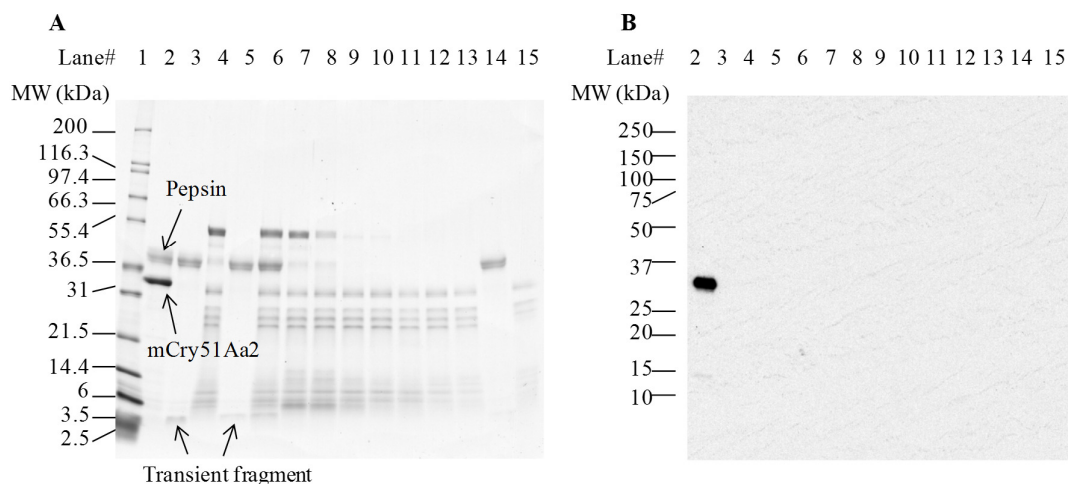 A
Lane# 1 2 3 4 5 6 7 8 9 10 11 12 13 14 15
MW (kDa)
200
116.3
97.4
66.3
55.4
36.5
31
21.5
14.4
6
3.5
2.5
Pepsin
mCry51Aa2
Transient fragment
B
Lane# 2 3 4 5 6 7 8 9 10 11 12 13 14 15
MW (kDa)
250
150
100
75
50
37
25
20
15
10